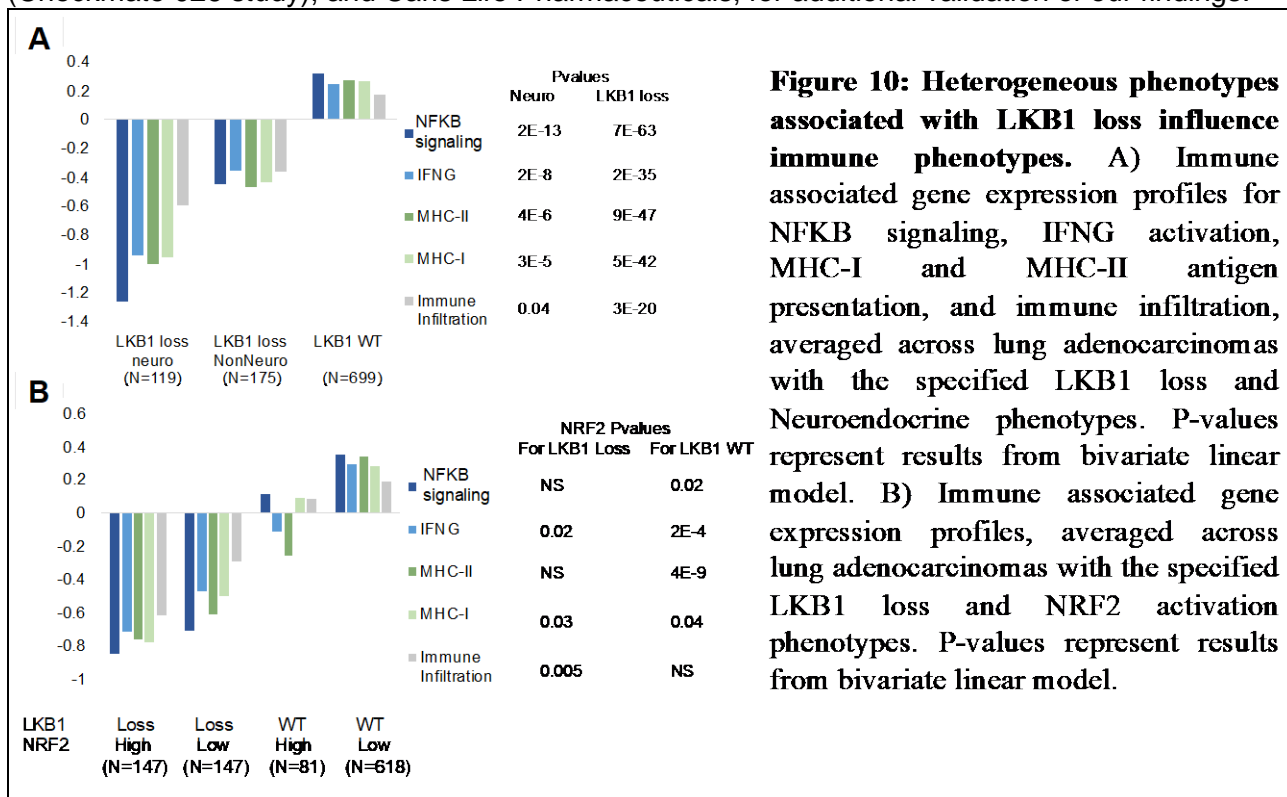 A
0.4
0.2
0
-0.2
-0.4
-0.6
-0.8
-1
-1.2
-1.4
LKB1 loss
neuro
(N=119)
LKB1 loss
NonNeuro
(N=175)
LKB1 WT
(N=699)
NFKB
signaling
IFNG
MHC-II
MHC-I
Immune
Infiltration
Pvalues
Neuro LKB1 loss
2E-13 7E-63
2E-8 2E-35
4E-6 9E-47
3E-5 5E-42
0.04 3E-20
B
0.6
0.4
0.2
0
-0.2
-0.4
-0.6
-0.8
-1
LKB1 Loss Loss WT WT
NRF2 High Low High Low
(N=147) (N=147) (N=81) (N=618)
NFKB
signaling
IFNG
MHC-II
MHC-I
Immune
Infiltration
NRF2 Pvalues
For LKB1 Loss For LKB1 WT
NS 0.02
0.02 2E-4
NS 4E-9
0.03 0.04
0.005 NS
Figure 10: Heterogeneous phenotypes
associated with LKB1 loss influence
immune phenotypes. A) Immune
associated gene expression profiles for
NFKB signaling, IFNG activation,
MHC-I and MHC-II antigen
presentation, and immune infiltration,
averaged across lung adenocarcinomas
with the specified LKB1 loss and
Neuroendocrine phenotypes. P-values
represent results from bivariate linear
model. B) Immune associated gene
expression profiles, averaged across
lung adenocarcinomas with the specified
LKB1 loss and NRF2 activation
phenotypes. P-values represent results
from bivariate linear model.